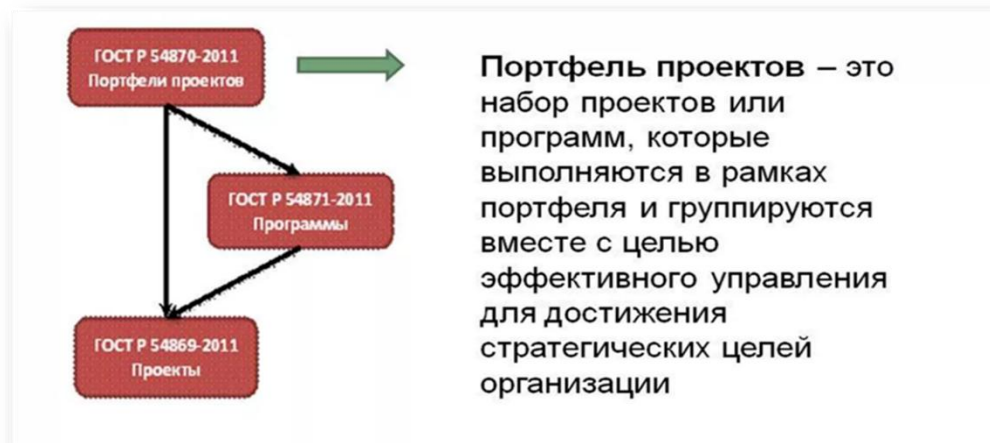 ГОСТ Р 54870-2011
Портфели проектов
ГОСТ Р 54871-2011
Программы
ГОСТ Р 54869-2011
Проекты
Портфель проектов – это
набор проектов или
программ, которые
выполняются в рамках
портфеля и группируются
вместе с целью
эффективного управления
для достижения
стратегических целей
организации